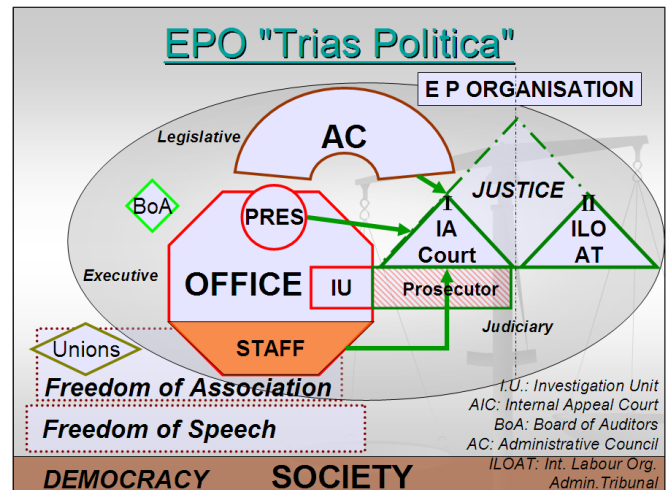 EPO "Trias Politica"
E P ORGANISATION
Legislative
AC
JUSTICE
BoA
PRES
I
IA
Court
II
ILO
AT
Executive
OFFICE
IU
Prosecutor
Judiciary
Unions
STAFF
Freedom of Association
Freedom of Speech
I.U.: Investigation Unit
AIC: Internal Appeal Court
BoA: Board of Auditors
AC: Administrative Council
ILOAT: Int. Labour Org.
Admin.Tribunal
DEMOCRACY SOCIETY